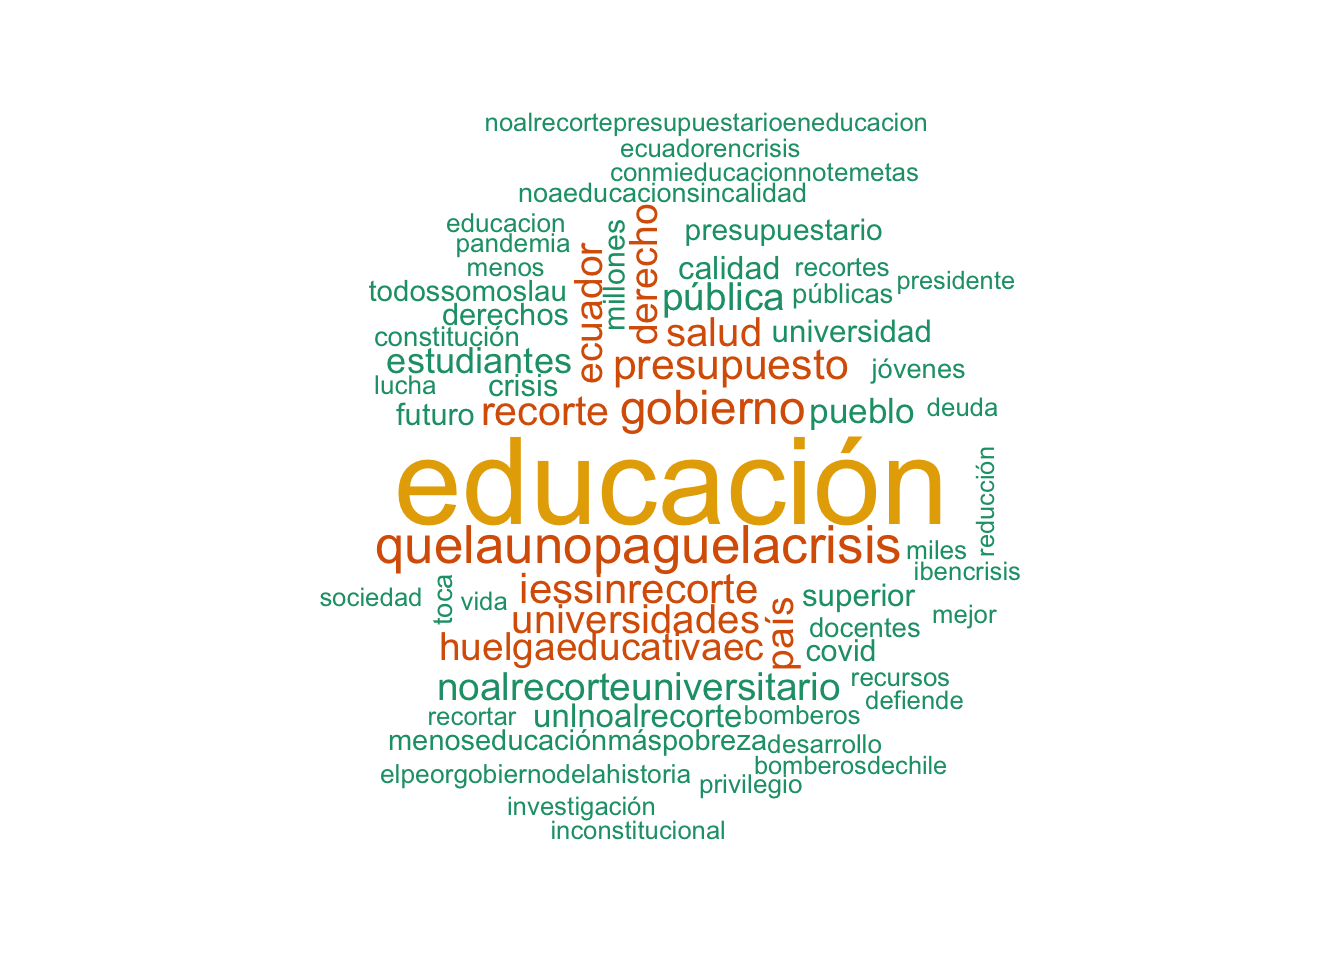 noalrecortepresupuestarioeneducacion
ecuadorencrisis
conmieducacionnotemetas
noaeducacionsincalidad
educacion
pandemia
menos
todossomoslau
derechos
constitución
estudiantes
lucha
crisis
futuro
recorte
ecuador
millones
derecho
presupuestario
calidad
recortes
presidente
pública
públicas
salud
universidad
presupuesto
jóvenes
gobierno
pueblo
deuda
educación
reducción
quelaunopaguelacrisis
miles
ibencrisis
sociedad
toca
vida
iessinrecorte
superior
universidades
país
docentes
mejor
huelgaeducativaec
covid
noalrecorteuniversitario
recursos
defiende
recortar
unlnoalrecorte
bomberos
menoseducaciónmáspobreza
desarrollo
bomberosdechile
elpeorgobiernodelahistoria
privilegio
investigación
inconstitucional